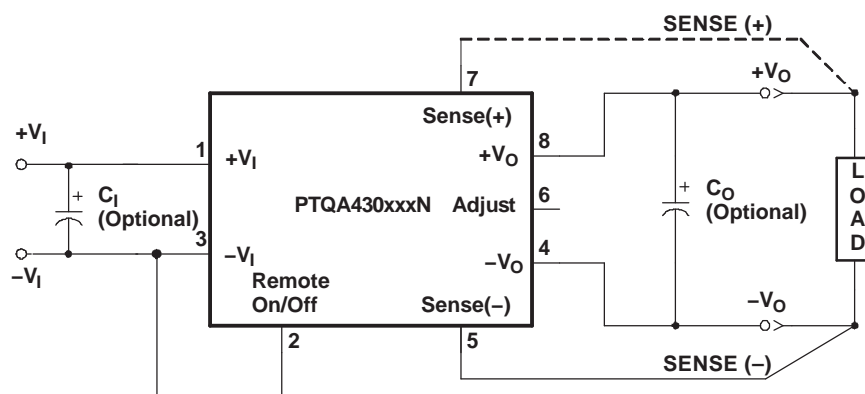 SENSE (+)
7
+VO
Sense(+)
8
+VI
1
+VI
+VO
LOAD
CI
(Optional)
+
PTQA430xxxN
Adjust
6
+
CO
(Optional)
3
–VI
4
–VI
–VO
Remote
On/Off
Sense(–)
–VO
2
5
SENSE (–)